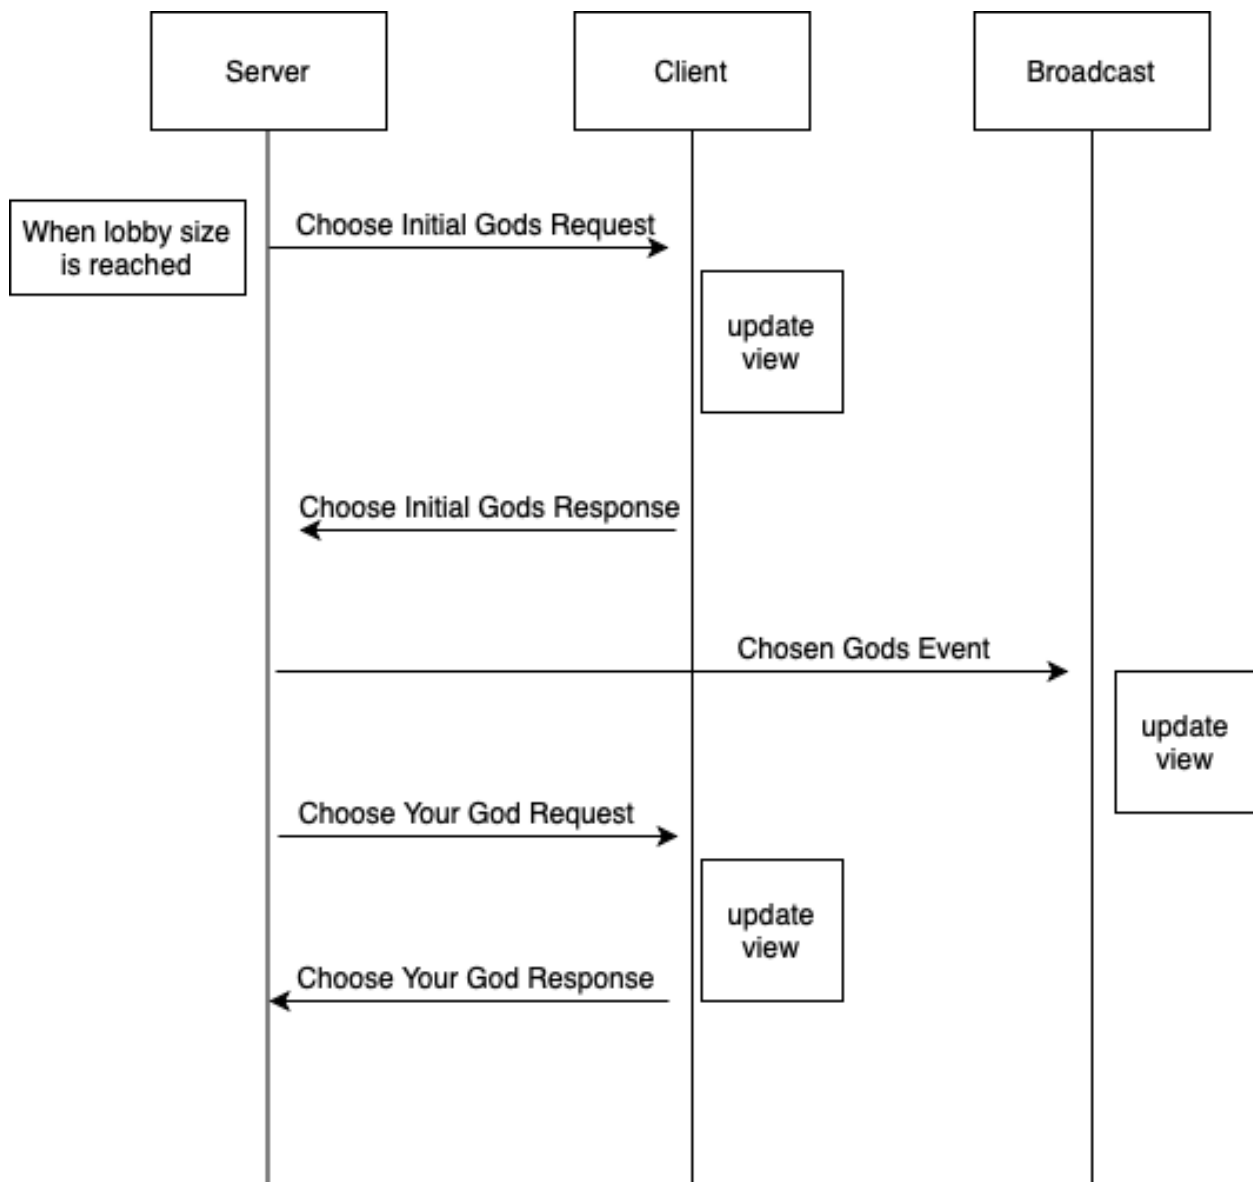 Server
Client
Broadcast
When lobby size
is reached
Choose Initial Gods Request
update
view
Choose Initial Gods Response
Chosen Gods Event
update
view
Choose Your God Request
update
view
Choose Your God Response